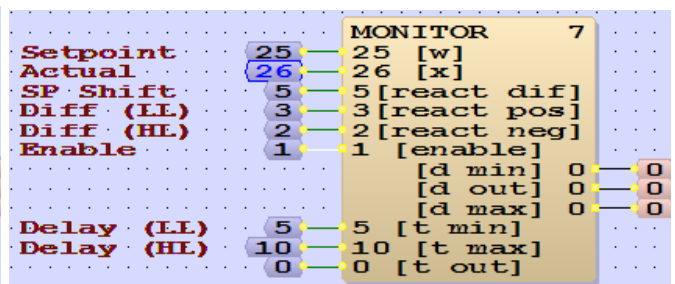 MONITOR 7
Setpoint 25 25 [w]
Actual 26 26 [x]
SP Shift 5 5[react dif]
Diff (LL) 3 3[react pos]
Diff (HL) 2 2[react neg]
Enable 1 1 [enable]
[d min] 0 0
[d out] 0 0
[d max] 0 0
Delay (LL) 5 5 [t min]
Delay (HL) 10 10 [t max]
0 0 [t out]